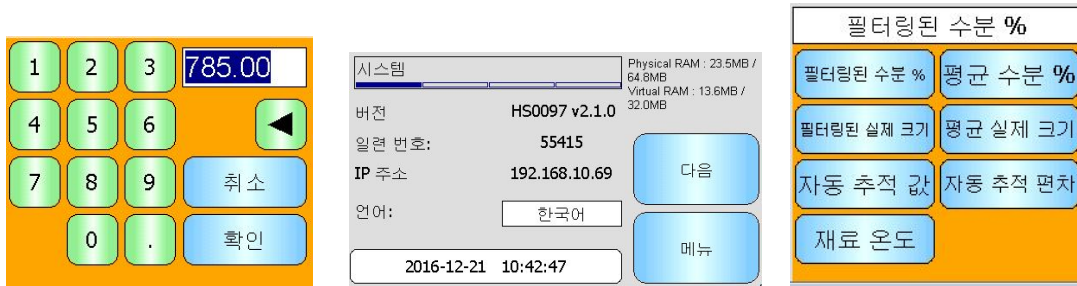 1 2 3 785.00
4 5 6
7 8 9 취소
0 . 확인
시스템
Physical RAM : 23.5MB /
64.8MB
Virtual RAM : 13.6MB /
32.0MB
버전 HS0097 v2.1.0
일련 번호: 55415
IP 주소 192.168.10.69
언어: 한국어
2016-12-21 10:42:47
다음
메뉴
필터링된 수분 %
필터링된 수분 % 평균 수분 %
필터링된 실제 크기 평균 실제 크기
자동 추적 값 자동 추적 편차
재료 온도